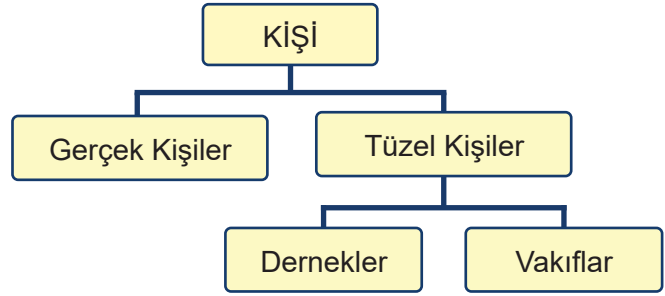 KİŞİ
Gerçek Kişiler
Tüzel Kişiler
Dernekler
Vakıflar